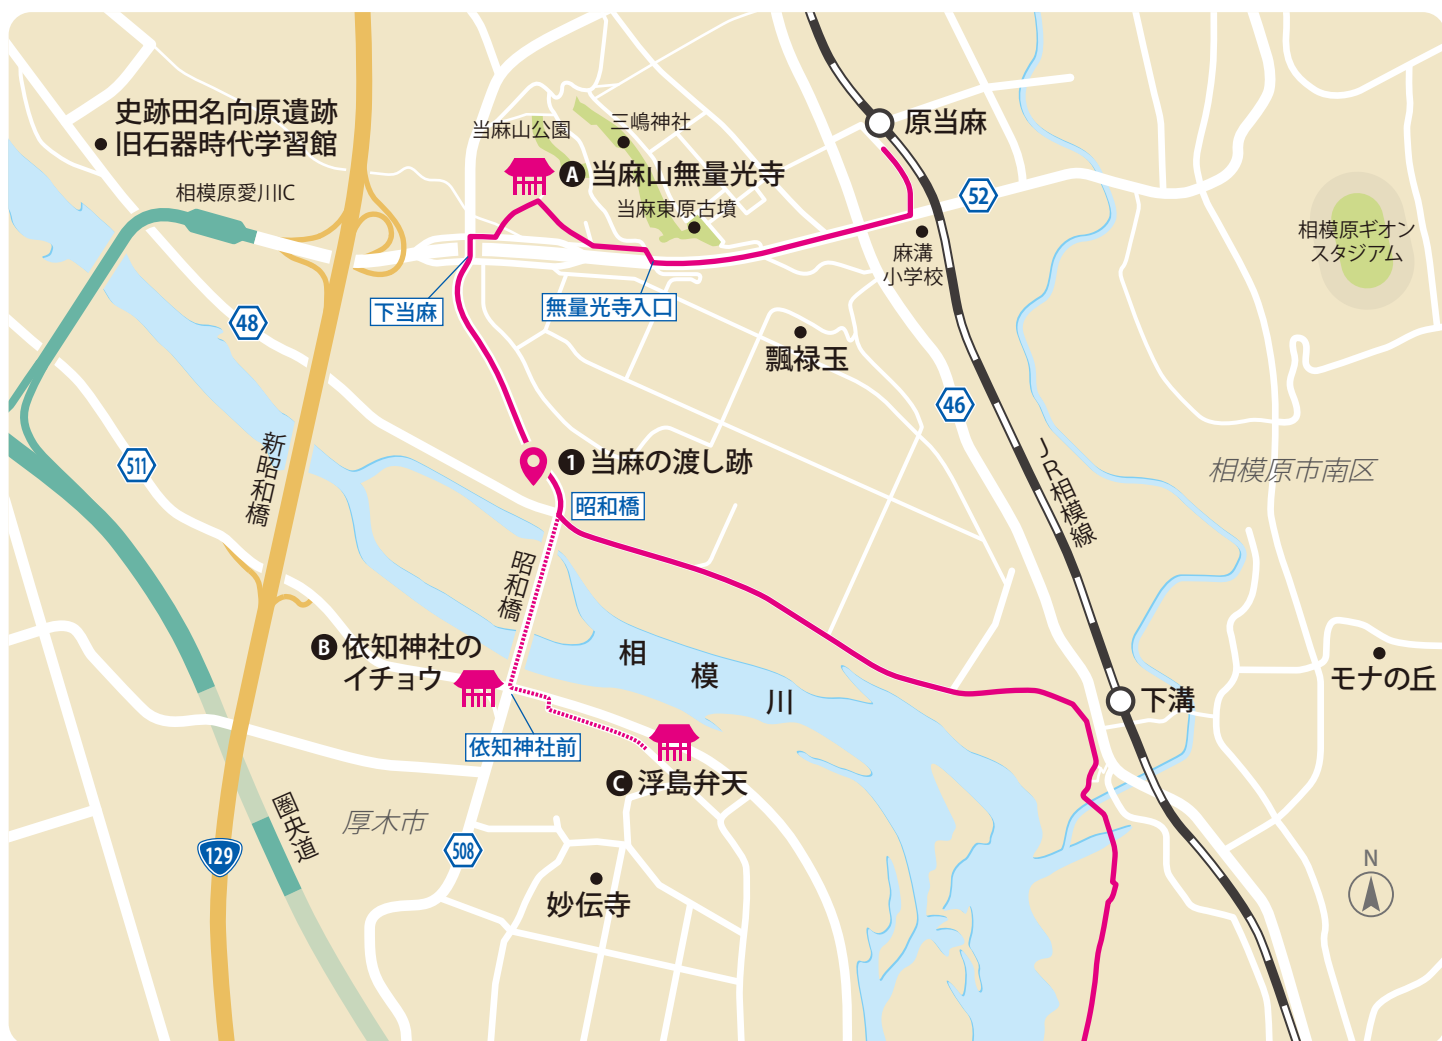 史跡田名向原遺跡
旧石器時代学習館
相模原愛川IC
当麻山公園
三嶋神社
A 当麻山無量光寺
当麻東原古墳
原当麻
52
麻溝
小学校
相模原ギオン
スタジアム
下当麻
無量光寺入口
48
飄禄玉
46
511
新昭和橋
1 当麻の渡し跡
昭和橋
JR相模線
相模原市南区
昭和橋
B 依知神社の
イチョウ
相模川
依知神社前
C 浮島弁天
下溝
モナの丘
圏央道
厚木市
129
508
妙伝寺
N